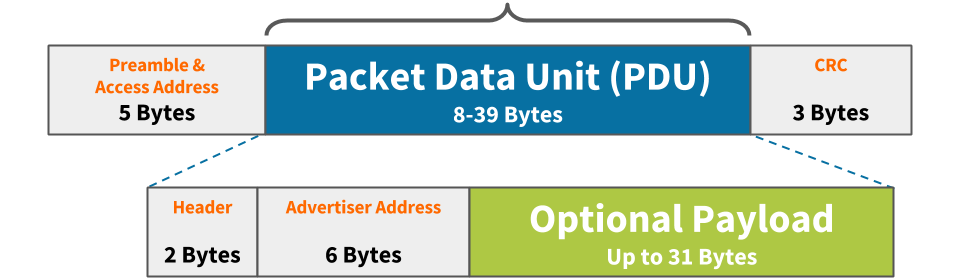 Preamble &
Access Address
5 Bytes
Packet Data Unit (PDU)
8-39 Bytes
CRC
3 Bytes
Header
2 Bytes
Advertiser Address
6 Bytes
Optional Payload
Up to 31 Bytes